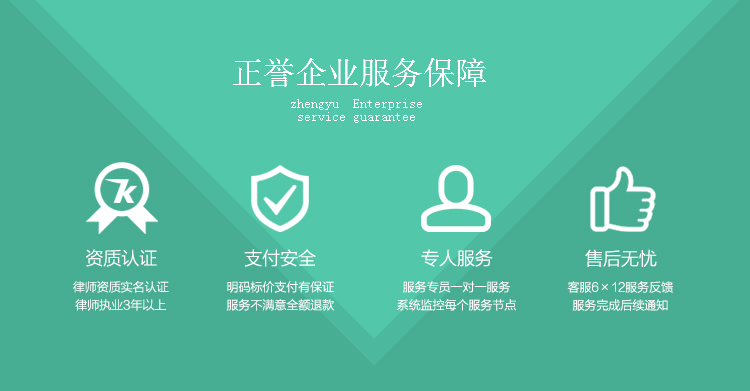 正誉企业服务保障
zhengyu Enterprise
service guarantee
k
资质认证
律师资质实名认证
律师执业3年以上
支付安全
明码标价支付有保证
服务不满意全额退款
专人服务
服务专员一对一服务
系统监控每个服务节点
售后无忧
客服6×12服务反馈
服务完成后续通知